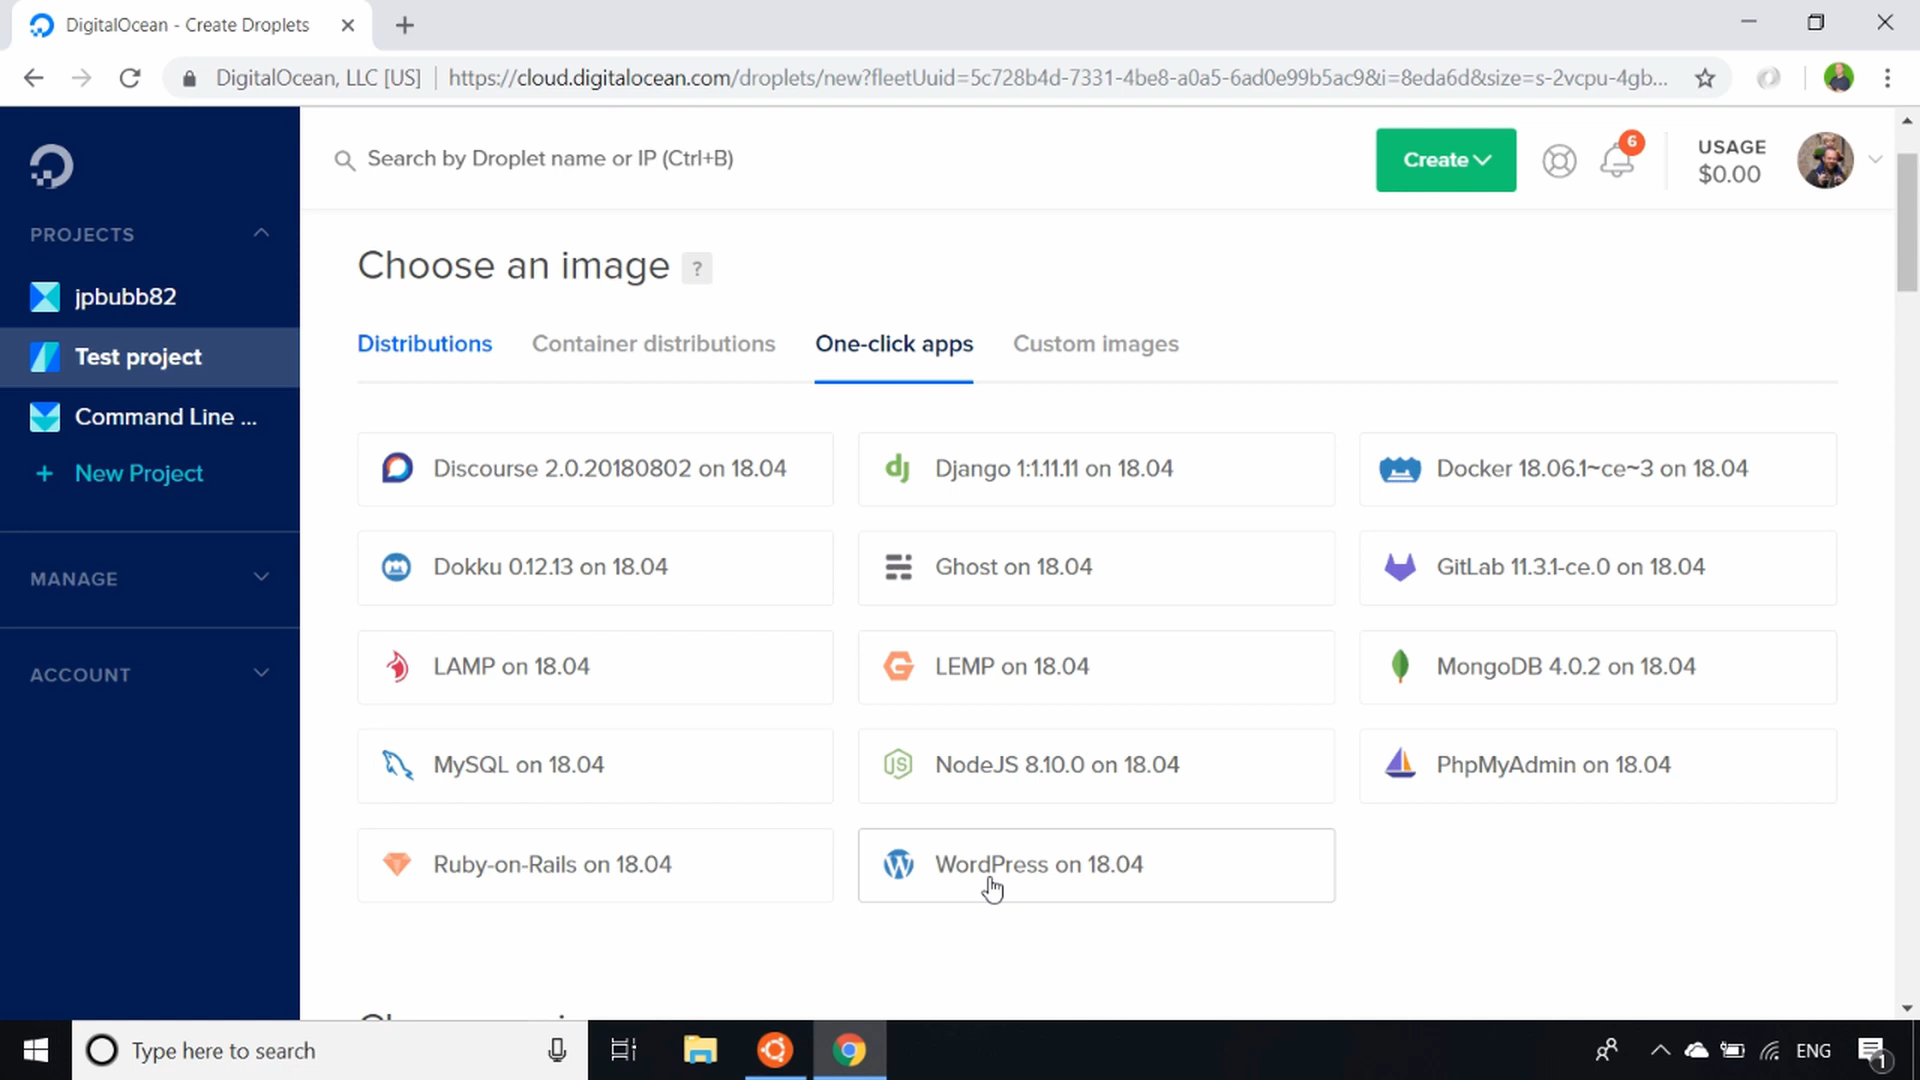 DigitalOcean - Create Droplets
DigitalOcean, LLC [US] | https://cloud.digitalocean.com/droplets/new?fleetUuid=5c728b4d-7331-4be8-a0a5-6ad0e99b5ac9&i=8eda6d&size=s-2vcpu-4gb...
Search by Droplet name or IP (Ctrl+B)
Create
6
USAGE
$0.00
PROJECTS
jpbubb82
Test project
Command Line ...
+ New Project
MANAGE
ACCOUNT
Choose an image ?
Distributions
Container distributions
One-click apps
Custom images
Discourse 2.0.20180802 on 18.04
Django 1:1.11.11 on 18.04
Docker 18.06.1~ce~3 on 18.04
Dokku 0.12.13 on 18.04
Ghost on 18.04
GitLab 11.3.1-ce.0 on 18.04
LAMP on 18.04
LEMP on 18.04
MongoDB 4.0.2 on 18.04
MySQL on 18.04
NodeJS 8.10.0 on 18.04
PhpMyAdmin on 18.04
Ruby-on-Rails on 18.04
WordPress on 18.04
Type here to search
ENG
1